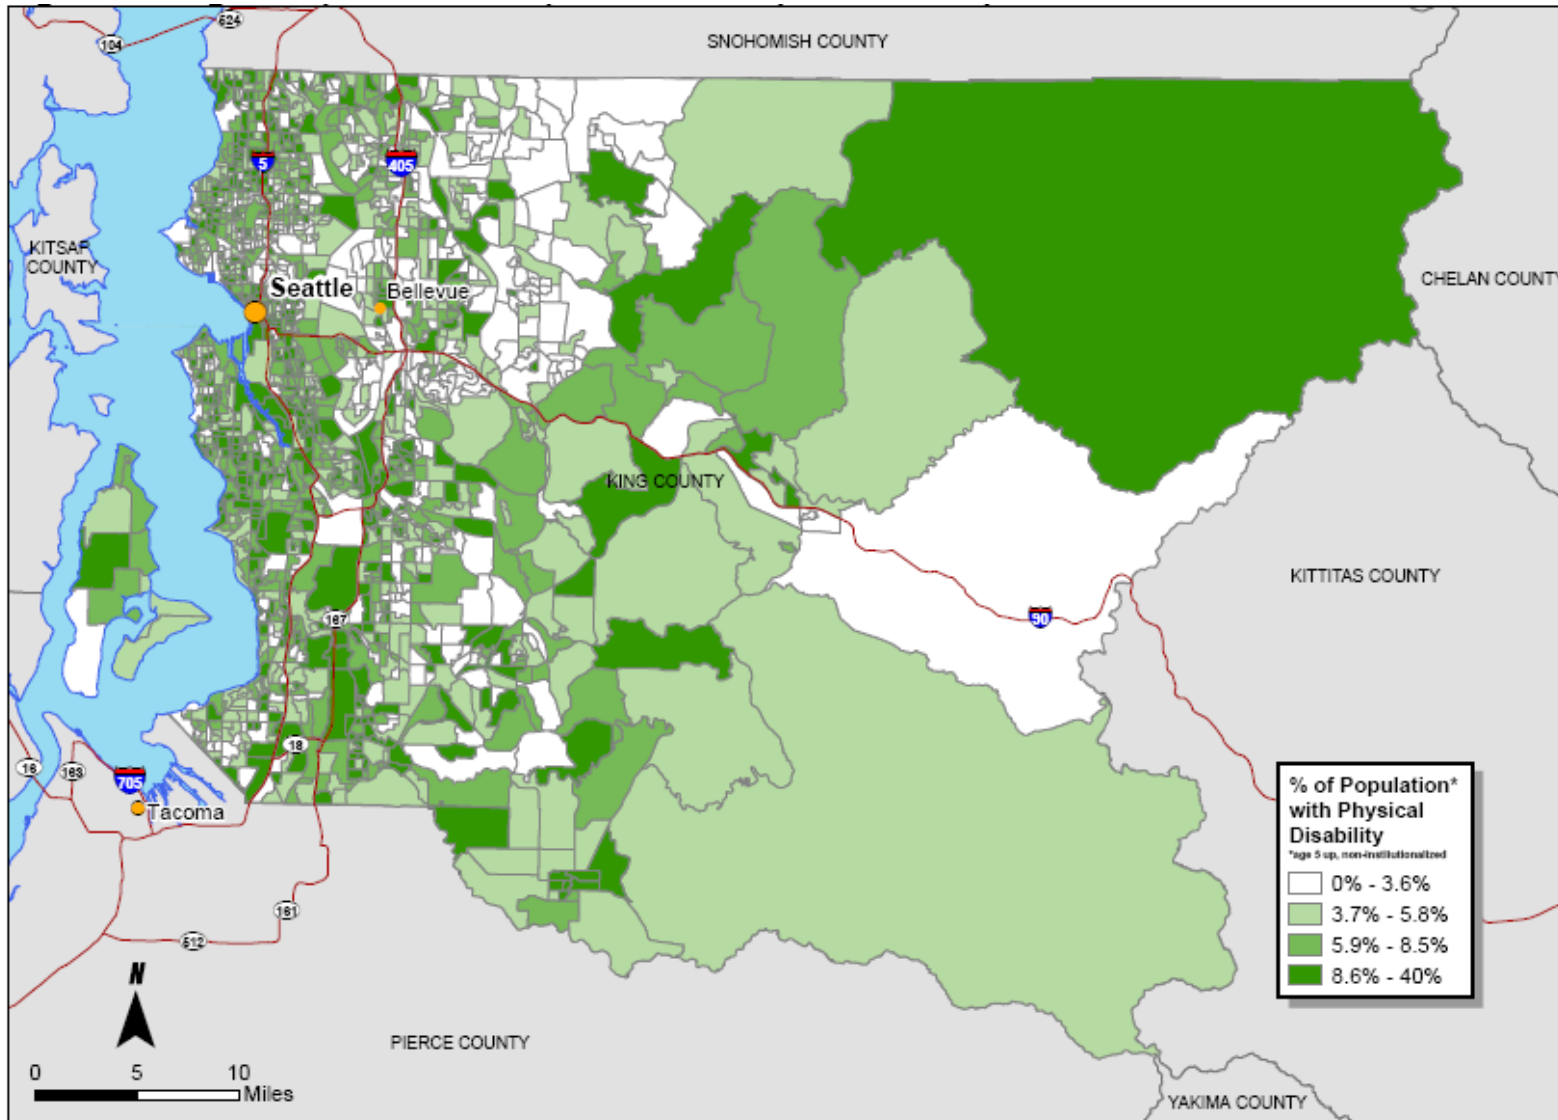 524
104
SNOHOMISH COUNTY
5
405
KITSAP
COUNTY
CHELAN COUNTY
Seattle
Bellevue
KING COUNTY
KITTITAS COUNTY
90
167
18
16
163
705
Tacoma
161
512
% of Population*
with Physical
Disability
*age 5 up, non-institutionalized
0% - 3.6%
3.7% - 5.8%
5.9% - 8.5%
8.6% - 40%
N
PIERCE COUNTY
0 5 10
Miles
YAKIMA COUNTY